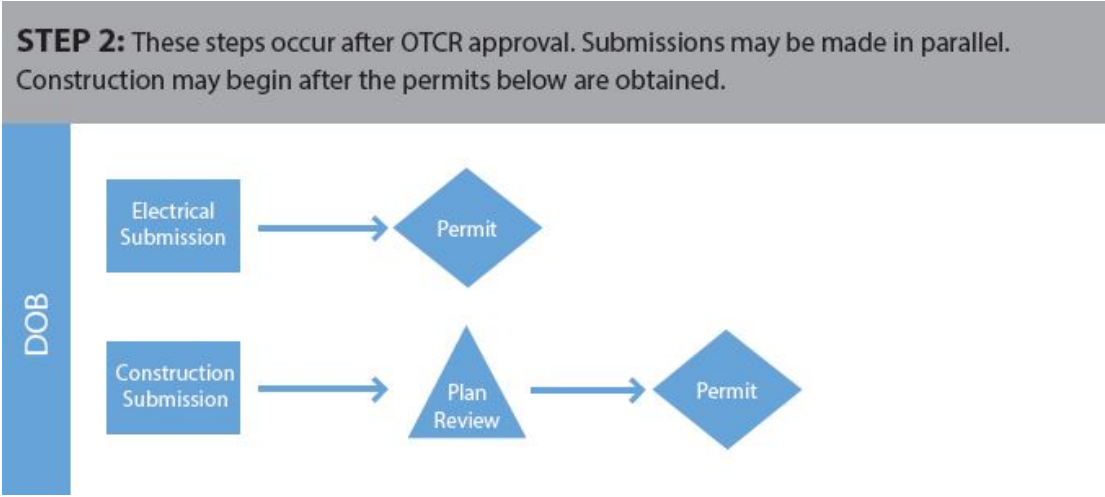 STEP 2: These steps occur after OTCR approval. Submissions may be made in parallel.
Construction may begin after the permits below are obtained.
DOB
Electrical
Submission
Permit
Construction
Submission
Plan
Review
Permit